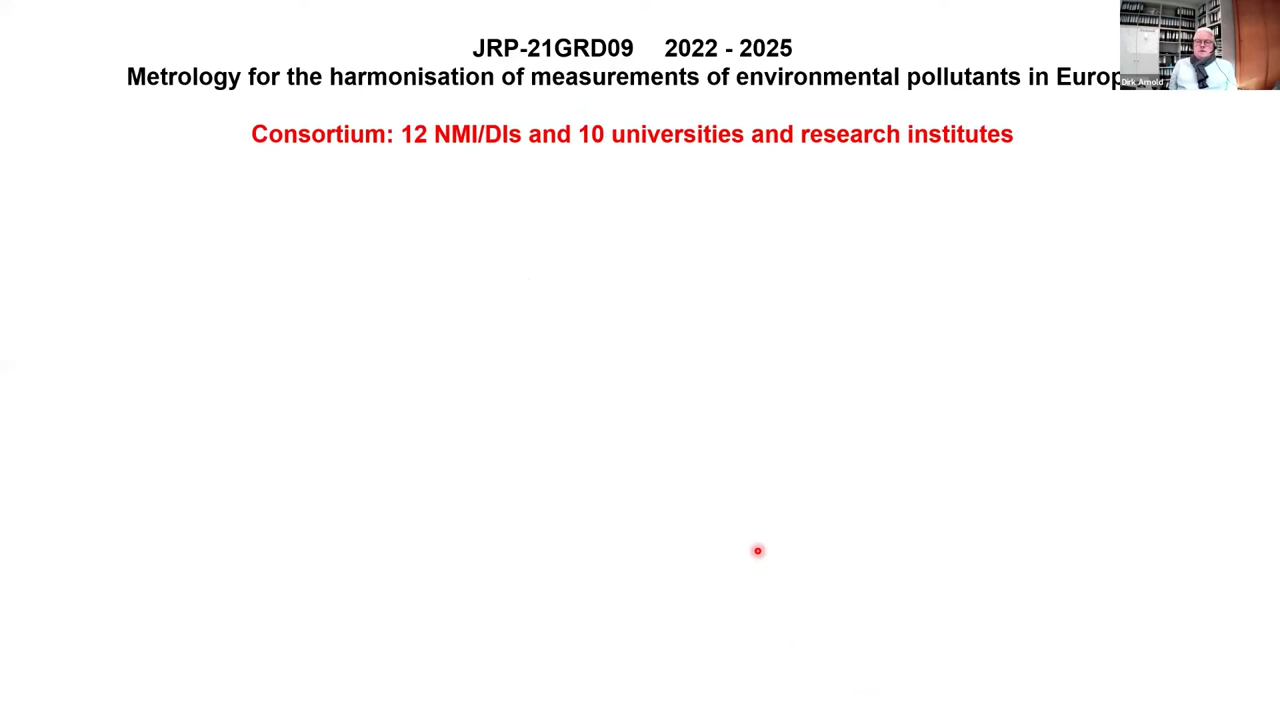 JRP-21GRD09 2022 - 2025
Metrology for the harmonisation of measurements of environmental pollutants in Europ
Consortium: 12 NMI/DIs and 10 universities and research institutes
Dirk_Arnold